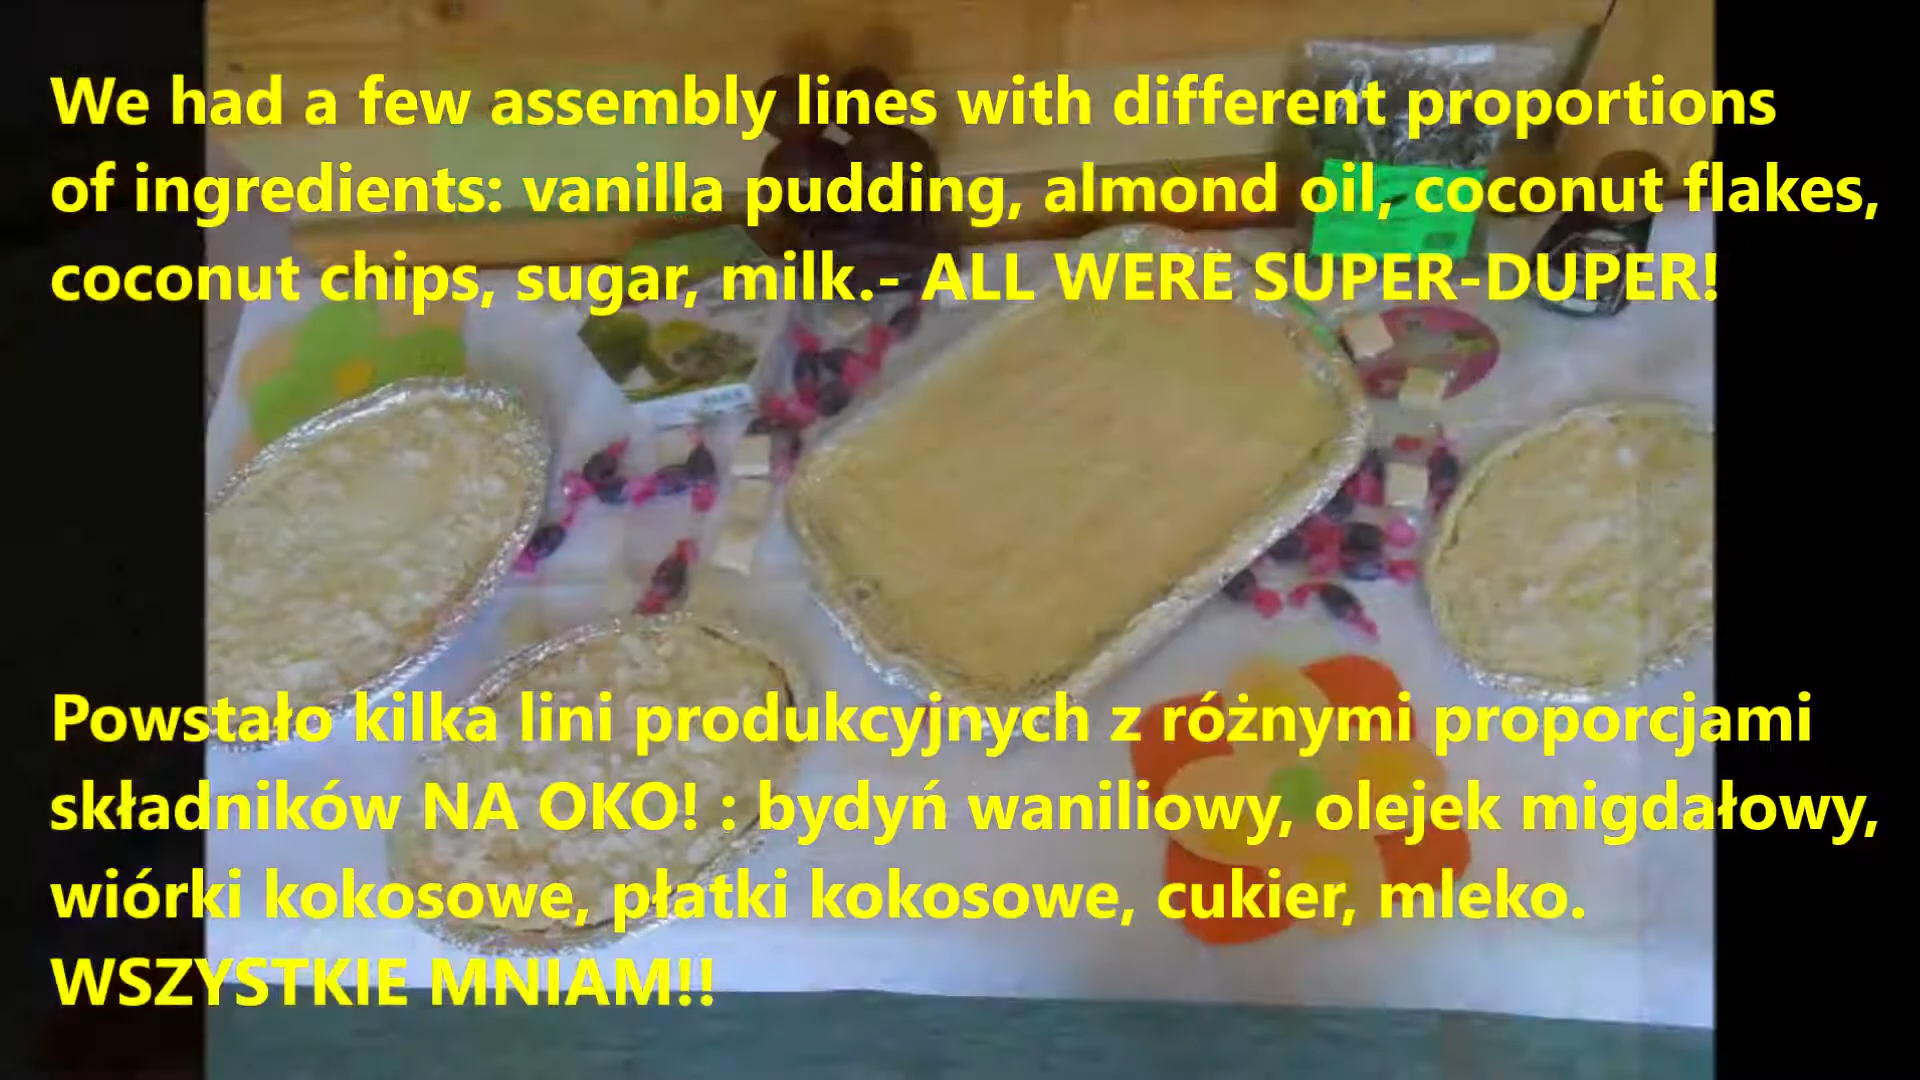 We had a few assembly lines with different proportions
of ingredients: vanilla pudding, almond oil, coconut flakes,
coconut chips, sugar, milk.- ALL WERE SUPER-DUPER!
Powstało kilka lini produkcyjnych z różnymi proporcjami
składników NA OKO! : bydyń waniliowy, olejek migdałowy,
wiórki kokosowe, płatki kokosowe, cukier, mleko.
WSZYSTKIE MNIAM!!